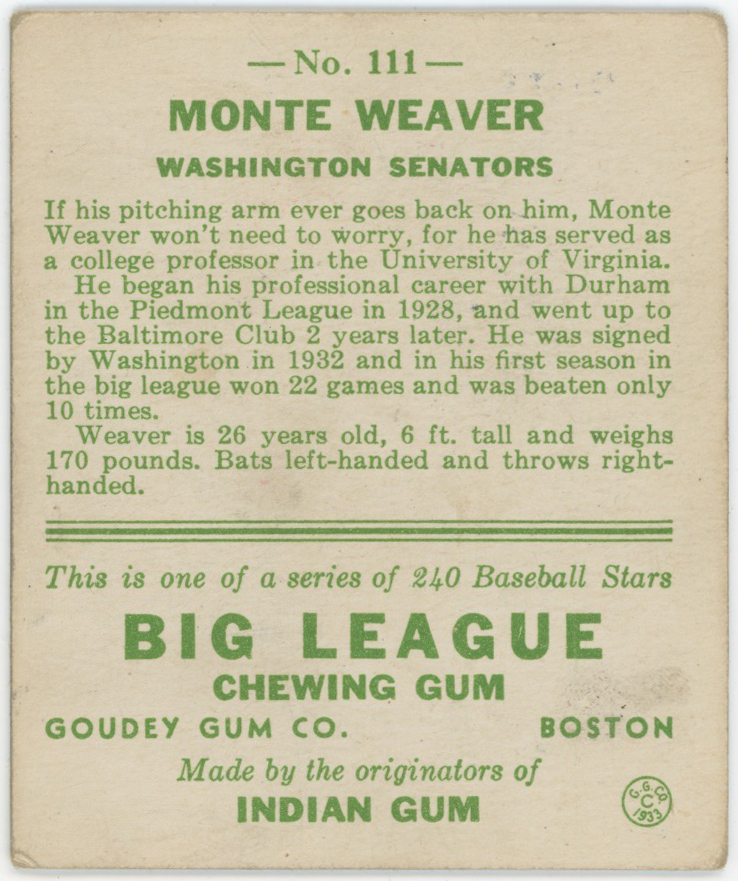 — No. 111 —
MONTE WEAVER
WASHINGTON SENATORS
If his pitching arm ever goes back on him, Monte
Weaver won't need to worry, for he has served as
a college professor in the University of Virginia.
He began his professional career with Durham
in the Piedmont League in 1928, and went up to
the Baltimore Club 2 years later. He was signed
by Washington in 1932 and in his first season in
the big league won 22 games and was beaten only
10 times.
Weaver is 26 years old, 6 ft. tall and weighs
170 pounds. Bats left-handed and throws right-
handed.
This is one of a series of 240 Baseball Stars
BIG LEAGUE
CHEWING GUM
GOUDEY GUM CO. BOSTON
Made by the originators of
INDIAN GUM
G.G.CO.
C
1933